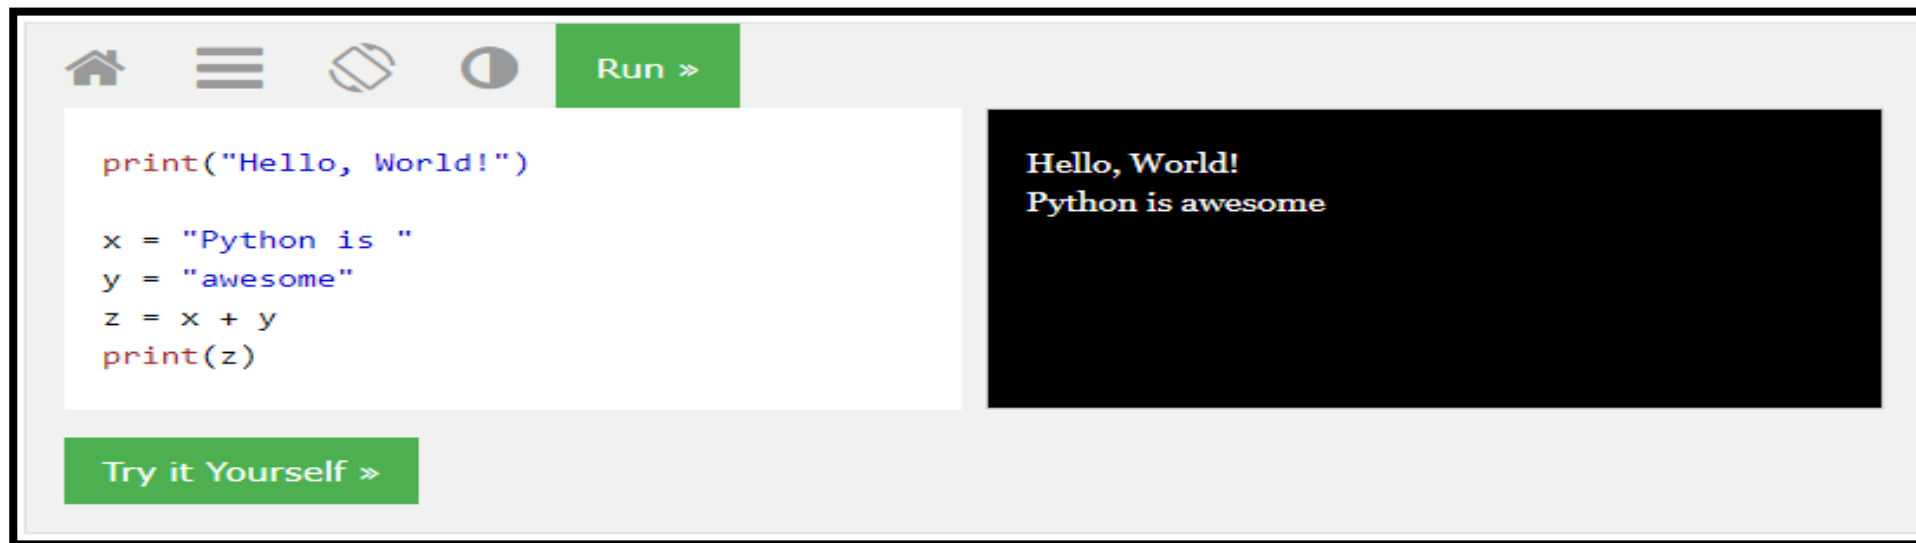 Run »
print("Hello, World!")
x = "Python is "
y = "awesome"
z = x + y
print(z)
Hello, World!
Python is awesome
Try it Yourself »